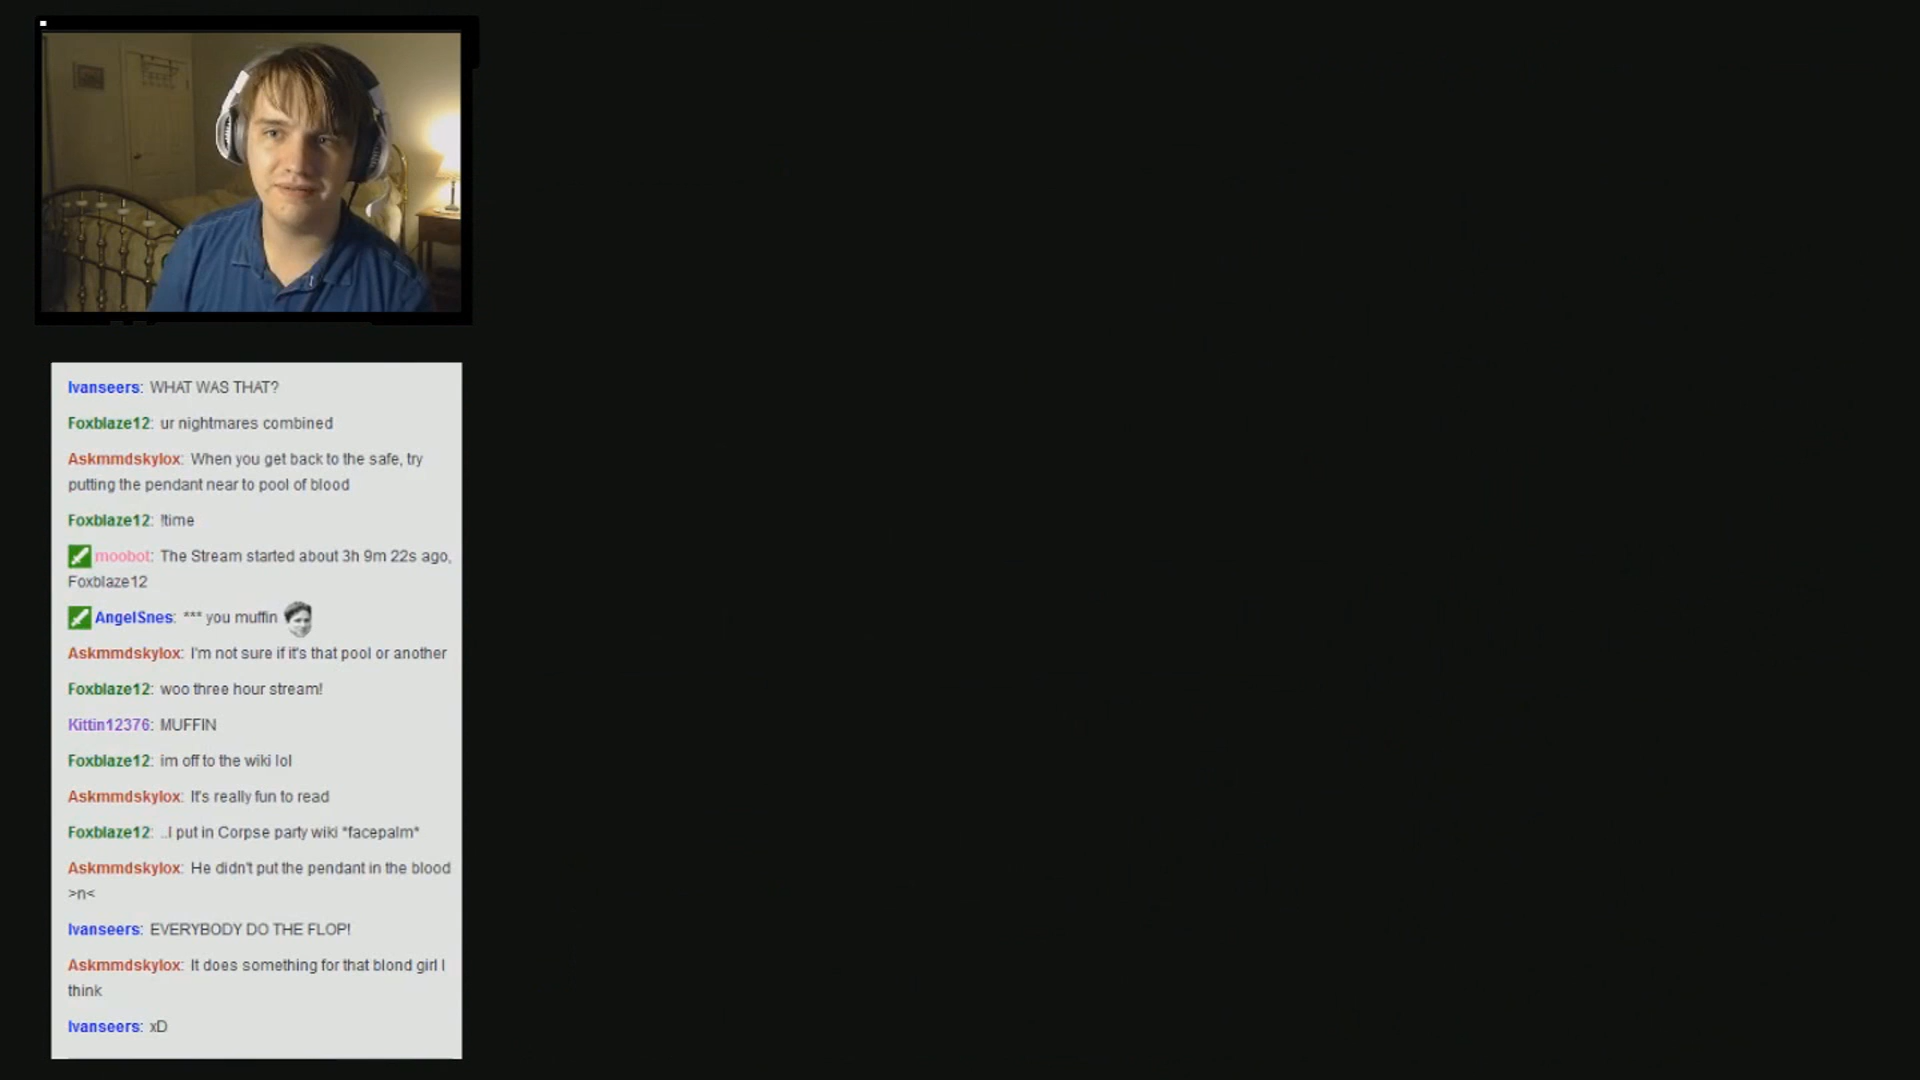 Ivanseers: WHAT WAS THAT?
Foxblaze12: ur nightmares combined
Askmmdskylox: When you get back to the safe, try
putting the pendant near to pool of blood
Foxblaze12: !time
moobot: The Stream started about 3h 9m 22s ago,
Foxblaze12
AngelSnes: *** you muffin
Askmmdskylox: I'm not sure if it's that pool or another
Foxblaze12: woo three hour stream!
Kittin12376: MUFFIN
Foxblaze12: im off to the wiki lol
Askmmdskylox: It's really fun to read
Foxblaze12: ..I put in Corpse party wiki *facepalm*
Askmmdskylox: He didn't put the pendant in the blood
>n<
Ivanseers: EVERYBODY DO THE FLOP!
Askmmdskylox: It does something for that blond girl I
think
Ivanseers: xD